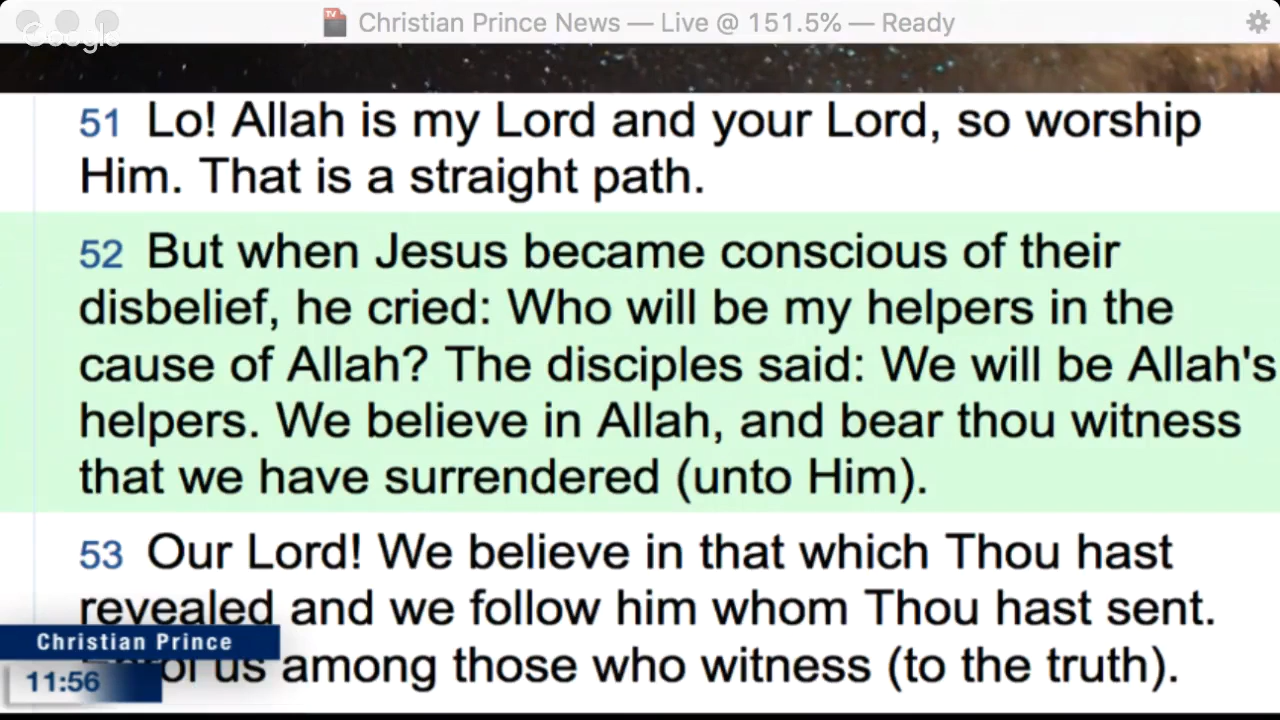 Christian Prince News — Live @ 151.5% — Ready
Google
51 Lo! Allah is my Lord and your Lord, so worship
Him. That is a straight path.
52 But when Jesus became conscious of their
disbelief, he cried: Who will be my helpers in the
cause of Allah? The disciples said: We will be Allah's
helpers. We believe in Allah, and bear thou witness
that we have surrendered (unto Him).
53 Our Lord! We believe in that which Thou hast
revealed and we follow him whom Thou hast sent.
us among those who witness (to the truth).
Christian Prince
11:56